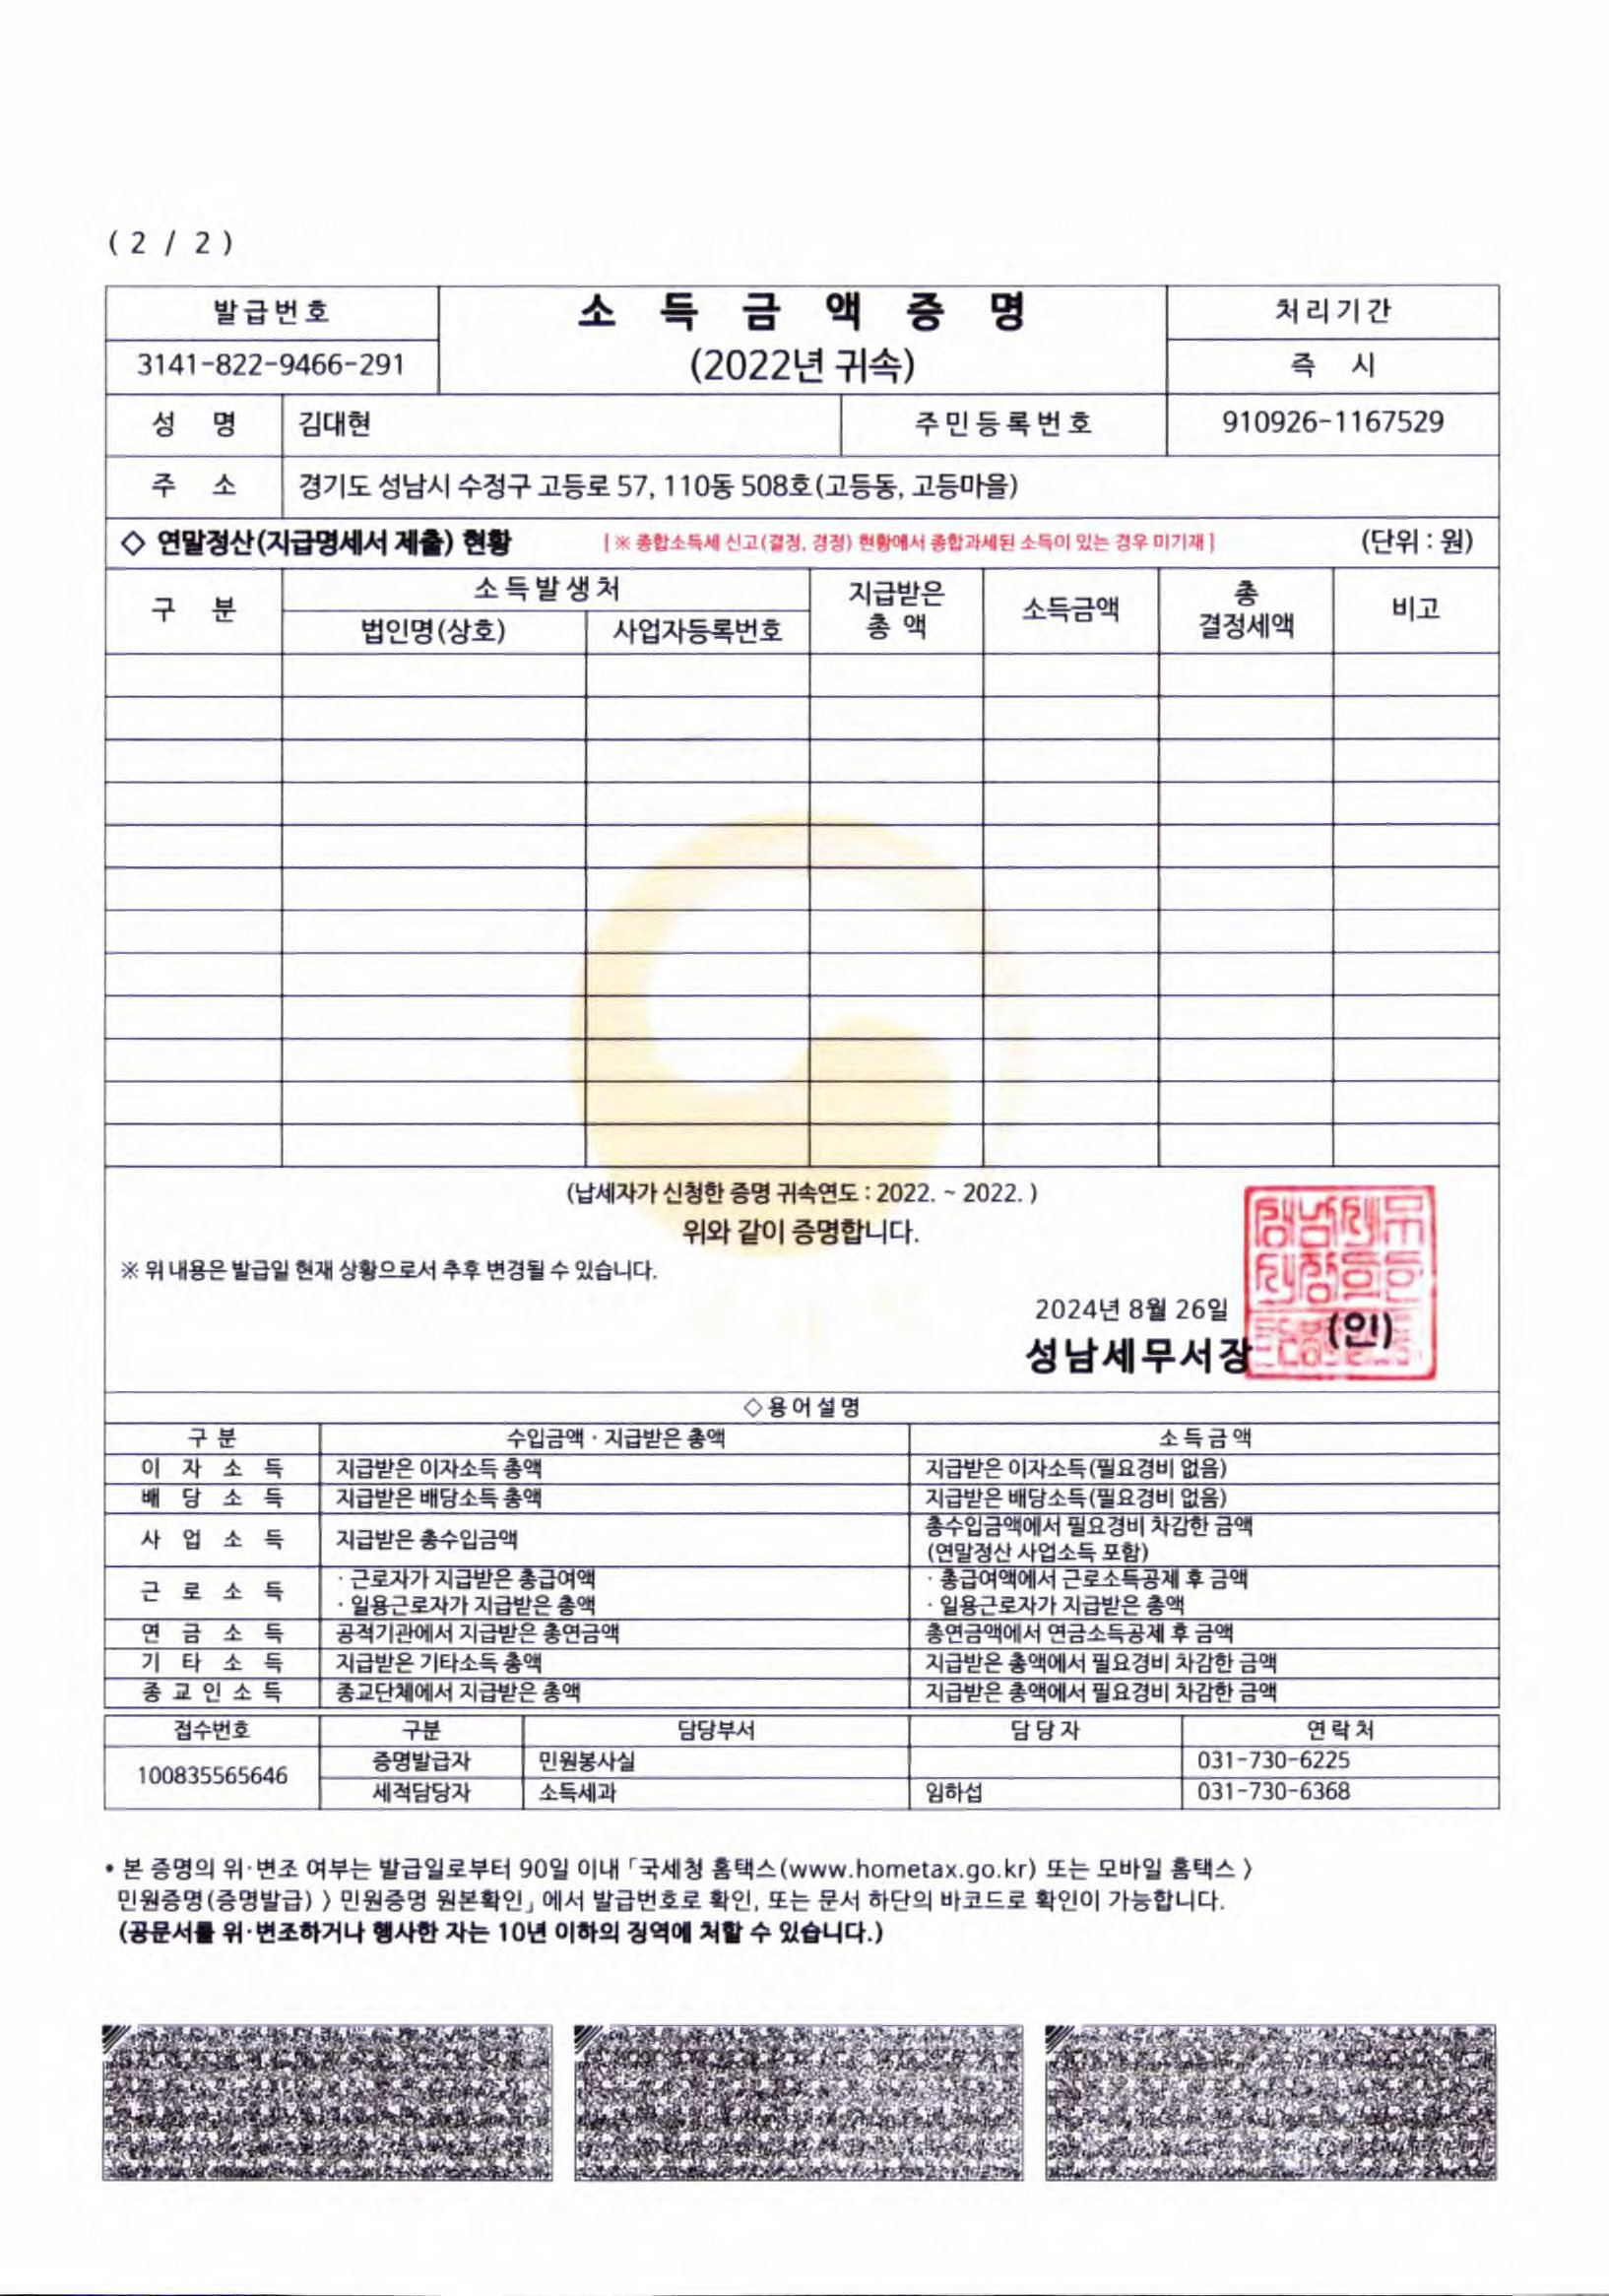 ( 2 / 2 )
발급번호
소 득 금 액 증 명
처리기간
3141-822-9466-291
(2022년 귀속)
즉 시
성 명 김대현 주민등록번호 910926-1167529
주 소 경기도 성남시 수정구 고등로 57, 110동 508호(고등동, 고등마을)
◇ 연말정산(지급명세서 제출) 현황 [ ※ 종합소득세 신고(결정, 경정) 현황에서 종합과세된 소득이 있는 경우 미기재 ] (단위 : 원)
구 분 소득발생처 지급받은 총 액 소득금액 총 결정세액 비고
법인명(상호) 사업자등록번호
(납세자가 신청한 증명 귀속연도 : 2022. ~ 2022. )
위와 같이 증명합니다.
※ 위 내용은 발급일 현재 상황으로서 추후 변경될 수 있습니다.
2024년 8월 26일
성남세무서장 (인)
◇용어설명
구 분 수입금액 · 지급받은 총액 소득금액
이 자 소 득 지급받은 이자소득 총액 지급받은 이자소득(필요경비 없음)
배 당 소 득 지급받은 배당소득 총액 지급받은 배당소득(필요경비 없음)
사 업 소 득 지급받은 총수입금액 총수입금액에서 필요경비 차감한 금액
(연말정산 사업소득 포함)
근 로 소 득 · 근로자가 지급받은 총급여액 · 총급여액에서 근로소득공제 후 금액
· 일용근로자가 지급받은 총액 · 일용근로자가 지급받은 총액
연 금 소 득 공적기관에서 지급받은 총연금액 총연금액에서 연금소득공제 후 금액
기 타 소 득 지급받은 기타소득 총액 지급받은 총액에서 필요경비 차감한 금액
종 교 인 소 득 종교단체에서 지급받은 총액 지급받은 총액에서 필요경비 차감한 금액
접수번호 구분 담당부서 담당자 연락처
100835565646 증명발급자 민원봉사실 031-730-6225
세적담당자 소득세과 임하섭 031-730-6368
• 본 증명의 위·변조 여부는 발급일로부터 90일 이내 「국세청 홈택스(www.hometax.go.kr) 또는 모바일 홈택스 〉
민원증명(증명발급) 〉 민원증명 원본확인」에서 발급번호로 확인, 또는 문서 하단의 바코드로 확인이 가능합니다.
(공문서를 위·변조하거나 행사한 자는 10년 이하의 징역에 처할 수 있습니다.)